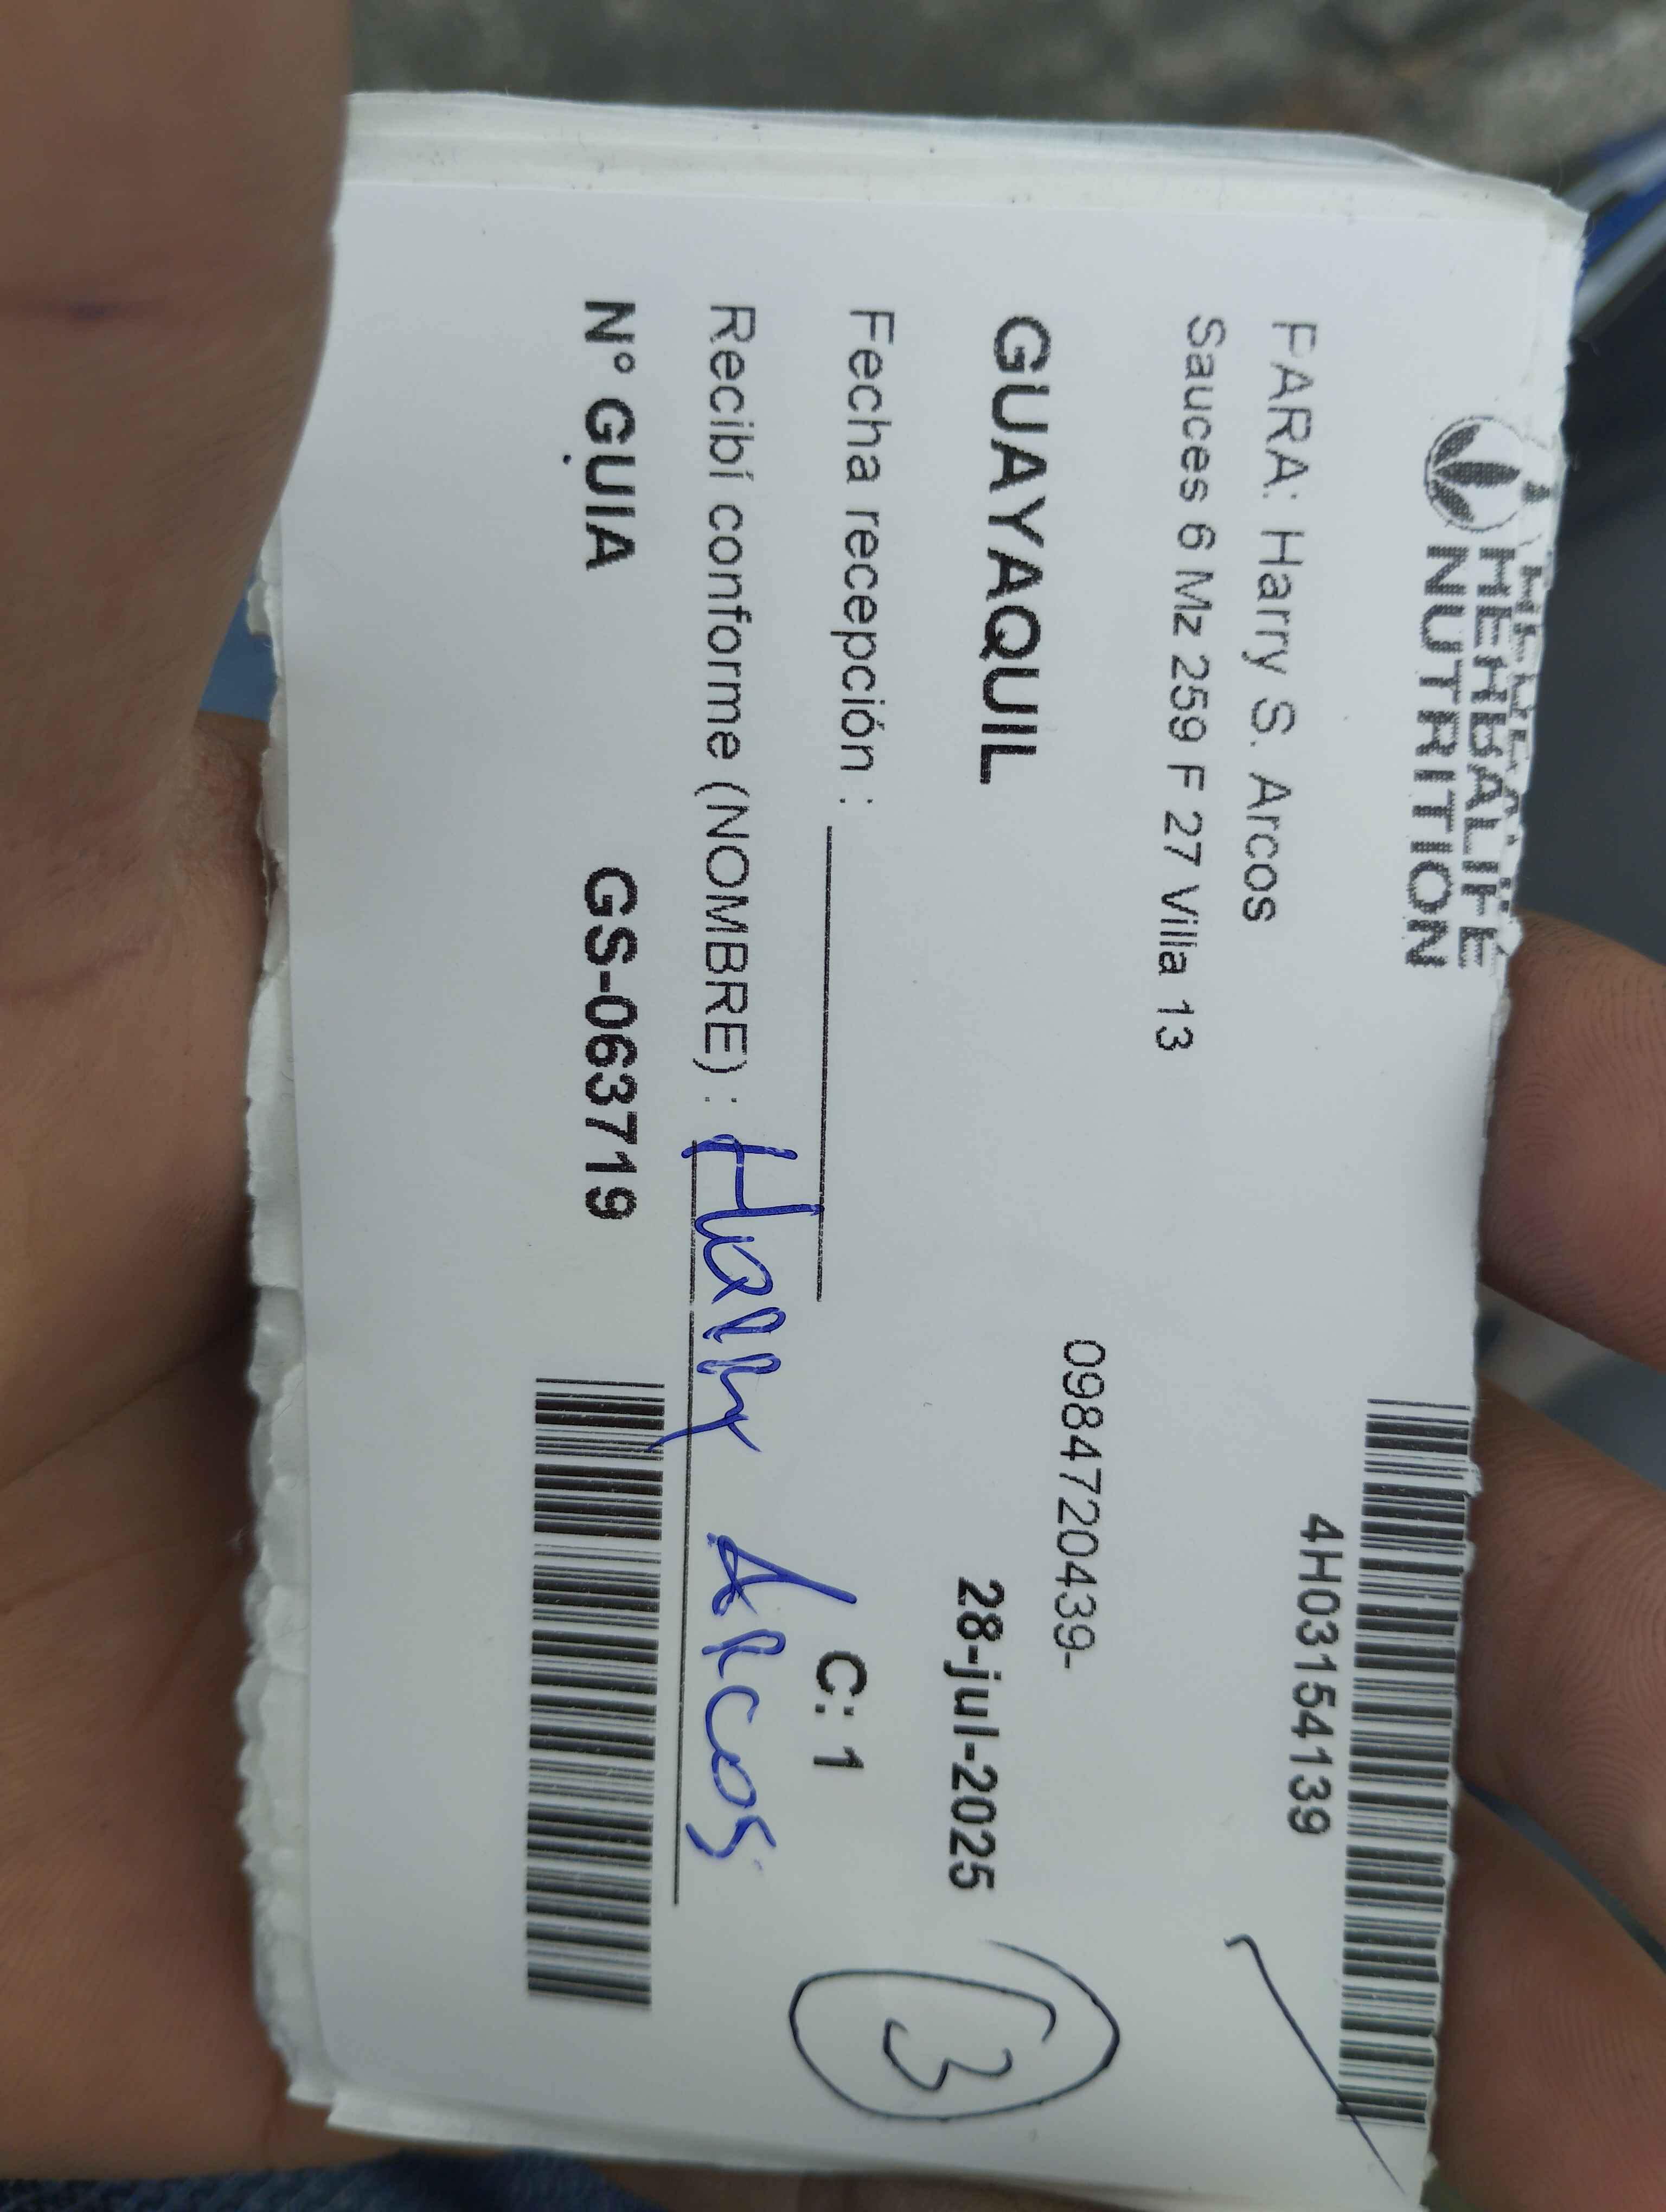 HERBALIFE
NUTRITION
4H03154139
PARA: Harry S. Arcos
Sauces 6 Mz 259 F 27 Villa 13
0984720439-
GUAYAQUIL
28-jul-2025
3
Fecha recepción :
C: 1
Recibí conforme (NOMBRE) : Harry Arcos
N° GUIA GS-063719